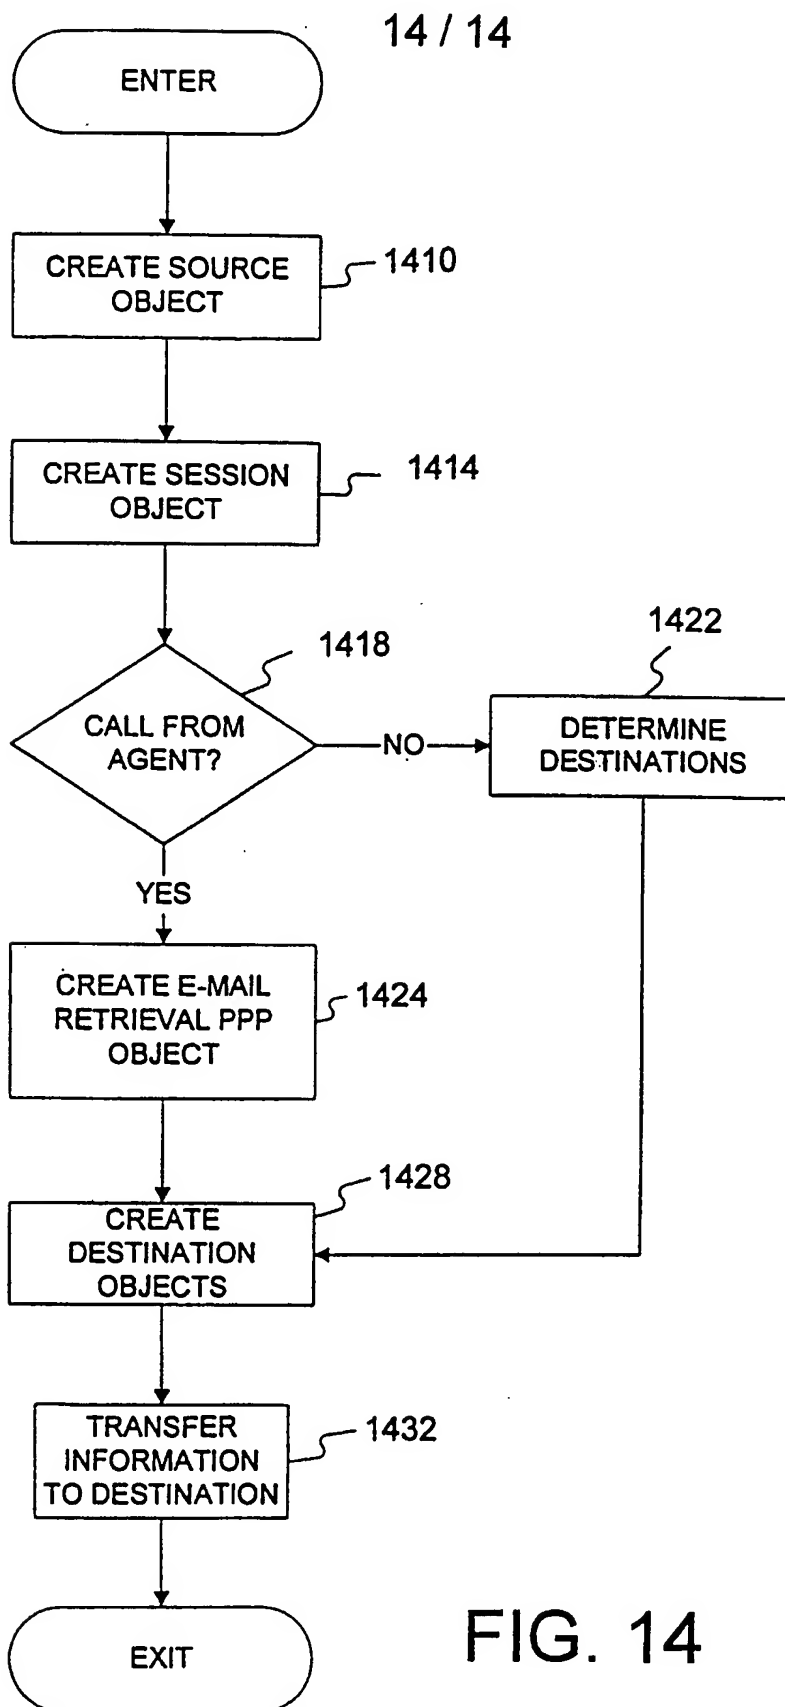 14 / 14
ENTER
CREATE SOURCE
OBJECT
1410
CREATE SESSION
OBJECT
1414
1418
CALL FROM
AGENT?
NO
1422
DETERMINE
DESTINATIONS
YES
CREATE E-MAIL
RETRIEVAL PPP
OBJECT
1424
1428
CREATE
DESTINATION
OBJECTS
TRANSFER
INFORMATION
TO DESTINATION
1432
EXIT
FIG. 14